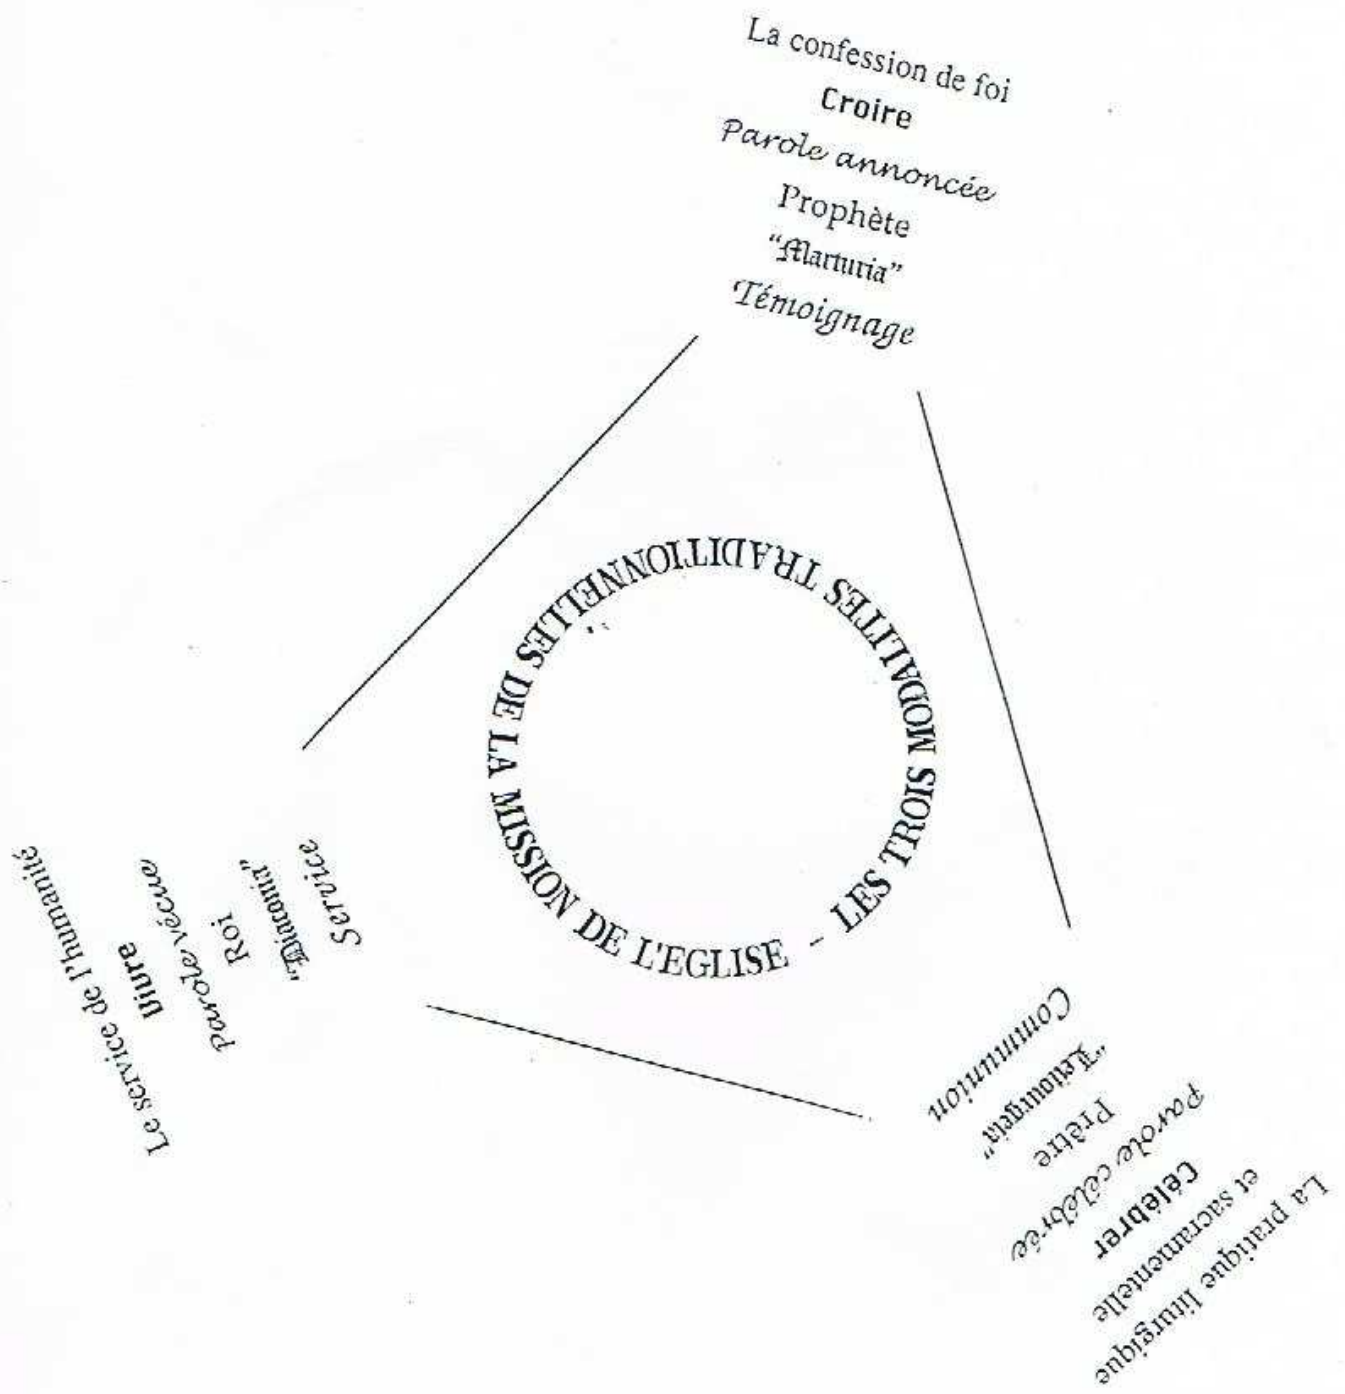 La confession de foi
Croire
Parole annoncée
Prophète
“Marturia”
Témoignage
LES TROIS MODALITES TRADITIONNELLES DE LA MISSION DE L'EGLISE -
Service
"Diaconia"
Roi
Parole vécue
Vivre
Le service de l'humanité
Communion
"Leitourgeia"
Prêtre
Parole célébrée
Célébrer
La pratique liturgique
et sacramentelle